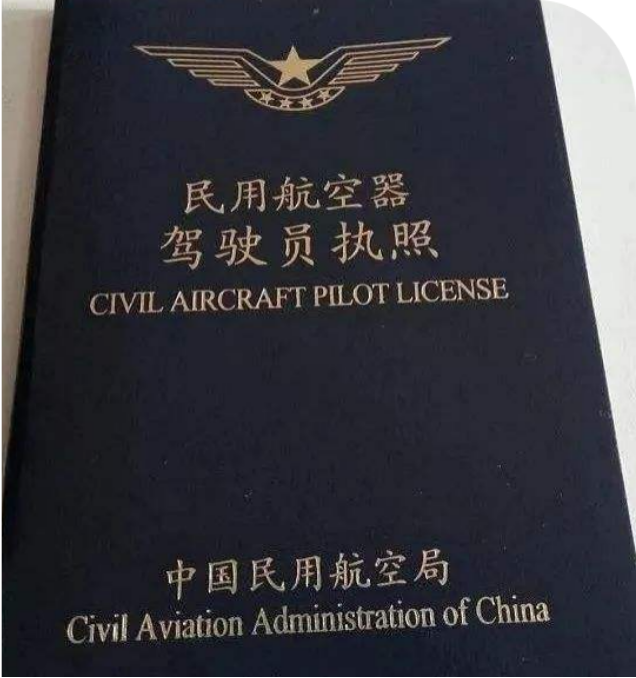 民用航空器
驾驶员执照
CIVIL AIRCRAFT PILOT LICENSE
中国民用航空局
Civil Aviation Administration of China